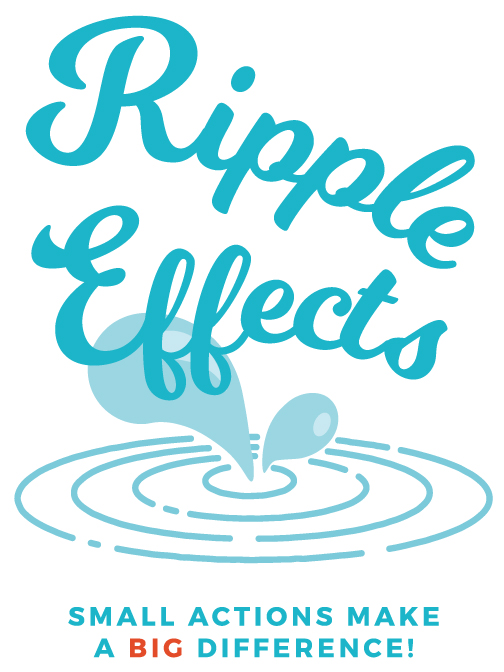 Ripple
Effects
SMALL ACTIONS MAKE
A BIG DIFFERENCE!